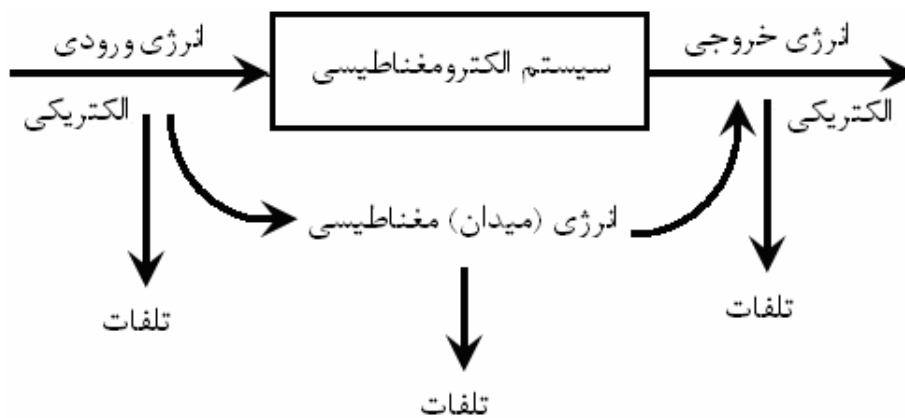 انرژی ورودی
الکتریکی
سیستم الکترومغناطیسی
انرژی خروجی
الکتریکی
انرژی (میدان) مغناطیسی
تلفات
تلفات
تلفات